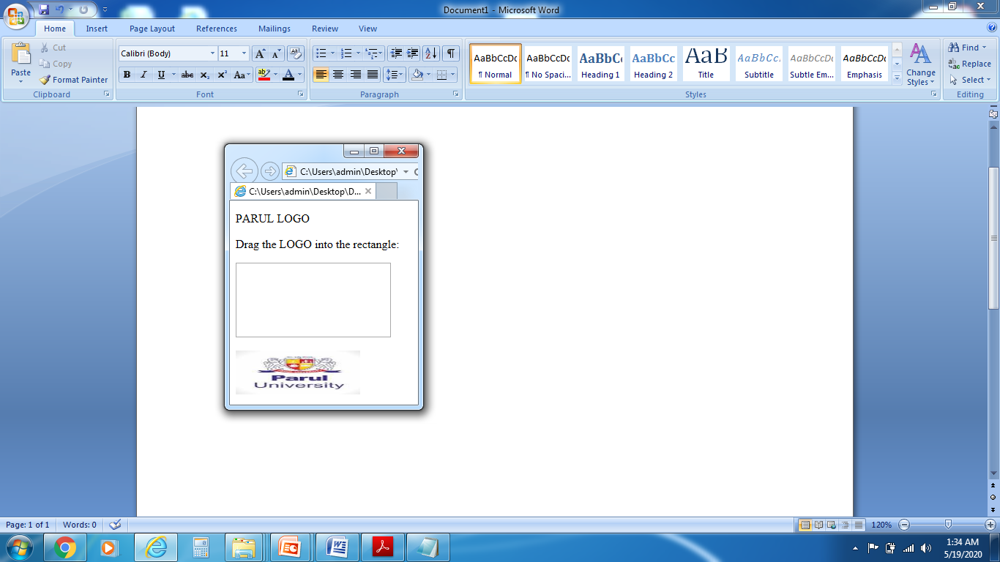 Document1 - Microsoft Word
Home Insert Page Layout References Mailings Review View
Paste
Cut
Copy
Format Painter
Clipboard
Calibri (Body) 11
B I U abc x₂ x² Aa ab A
Font
Paragraph
AaBbCcDc AaBbCcDc AaBbC AaBbCc AaB AaBbCc. AaBbCcDc AaBbCcDc
¶ Normal ¶ No Spaci... Heading 1 Heading 2 Title Subtitle Subtle Em... Emphasis
Change Styles
Styles
Find
Replace
Select
Editing
C:\Users\admin\Desktop\
C:\Users\admin\Desktop\D...
PARUL LOGO
Drag the LOGO into the rectangle:
Parul
University
Page: 1 of 1 Words: 0
120%
1:34 AM
5/19/2020